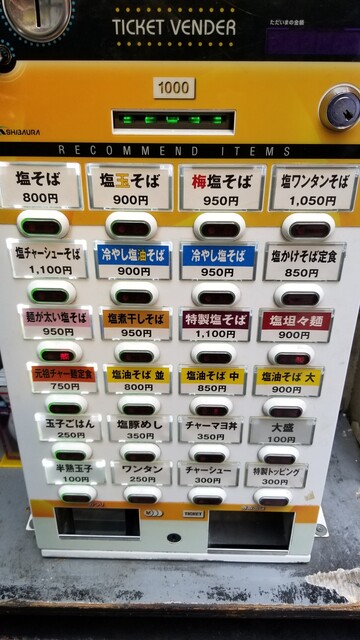 TICKET VENDER
ただいまの金額
1000
SHIBAURA
RECOMMEND ITEMS
塩そば
800円
塩玉そば
900円
梅塩そば
950円
塩ワンタンそば
1,050円
塩チャーシューそば
1,100円
冷やし塩油そば
900円
冷やし塩そば
950円
塩かけそば定食
850円
麺が太い塩そば
950円
塩煮干しそば
950円
特製塩そば
1,100円
塩坦々麺
900円
元祖チャー麺定食
750円
塩油そば 並
800円
塩油そば 中
850円
塩油そば 大
900円
玉子ごはん
250円
塩豚めし
350円
チャーマヨ丼
350円
大盛
100円
半熟玉子
100円
ワンタン
250円
チャーシュー
300円
特製トッピング
300円